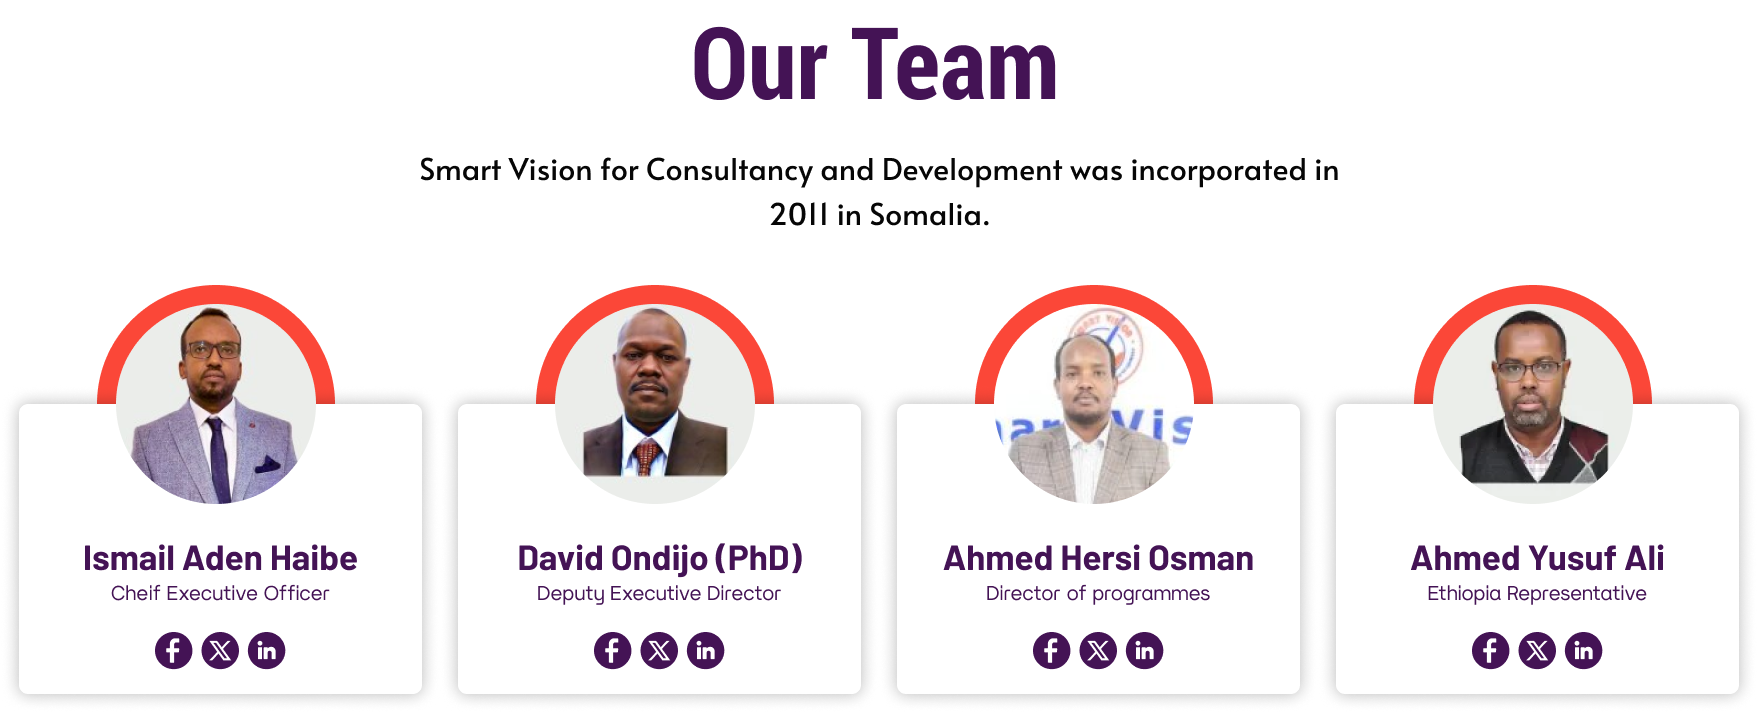 Our Team
Smart Vision for Consultancy and Development was incorporated in
2011 in Somalia.
Ismail Aden Haibe
Cheif Executive Officer
David Ondijo (PhD)
Deputy Executive Director
Ahmed Hersi Osman
Director of programmes
Ahmed Yusuf Ali
Ethiopia Representative